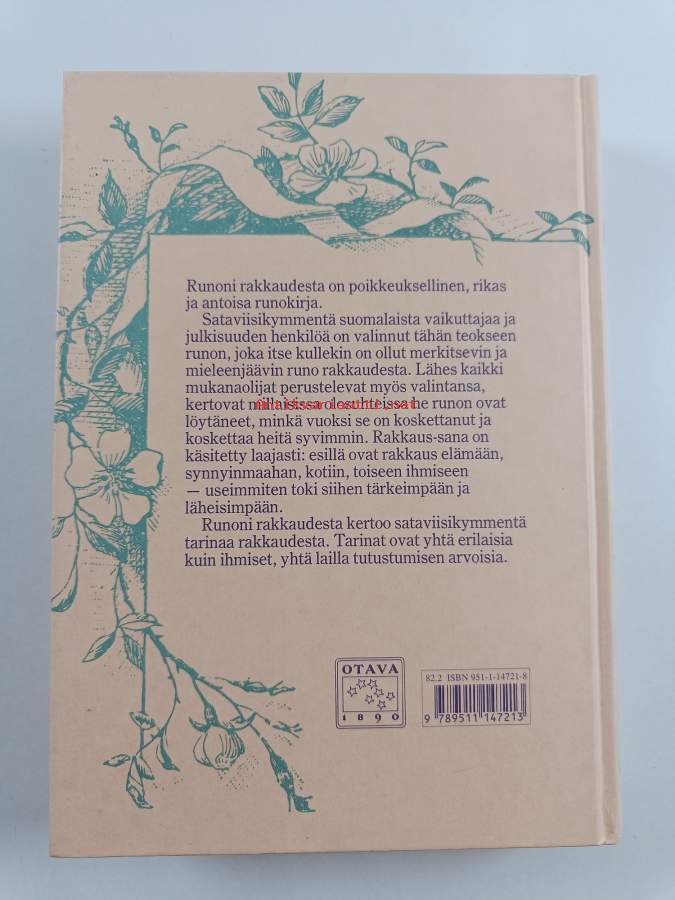 Runoni rakkaudesta on poikkeuksellinen, rikas
ja antoisa runokirja.
Sataviisikymmentä suomalaista vaikuttajaa ja
julkisuuden henkilöä on valinnut tähän teokseen
runon, joka itse kullekin on ollut merkitsevin ja
mieleenjäävin runo rakkaudesta. Lähes kaikki
mukanaolijat perustelevat myös valintansa,
kertovat millaisissa olosuhteissa he runon ovat
löytäneet, minkä vuoksi se on koskettanut ja
koskettaa heitä syvimmin. Rakkaus-sana on
käsitetty laajasti: esillä ovat rakkaus elämään,
synnyinmaahan, kotiin, toiseen ihmiseen
— useimmiten toki siihen tärkeimpään ja
läheisimpään.
Runoni rakkaudesta kertoo sataviisikymmentä
tarinaa rakkaudesta. Tarinat ovat yhtä erilaisia
kuin ihmiset, yhtä lailla tutustumisen arvoisia.
OTAVA
1890
82.2 ISBN 951-1-14721-8
9 789511 147213